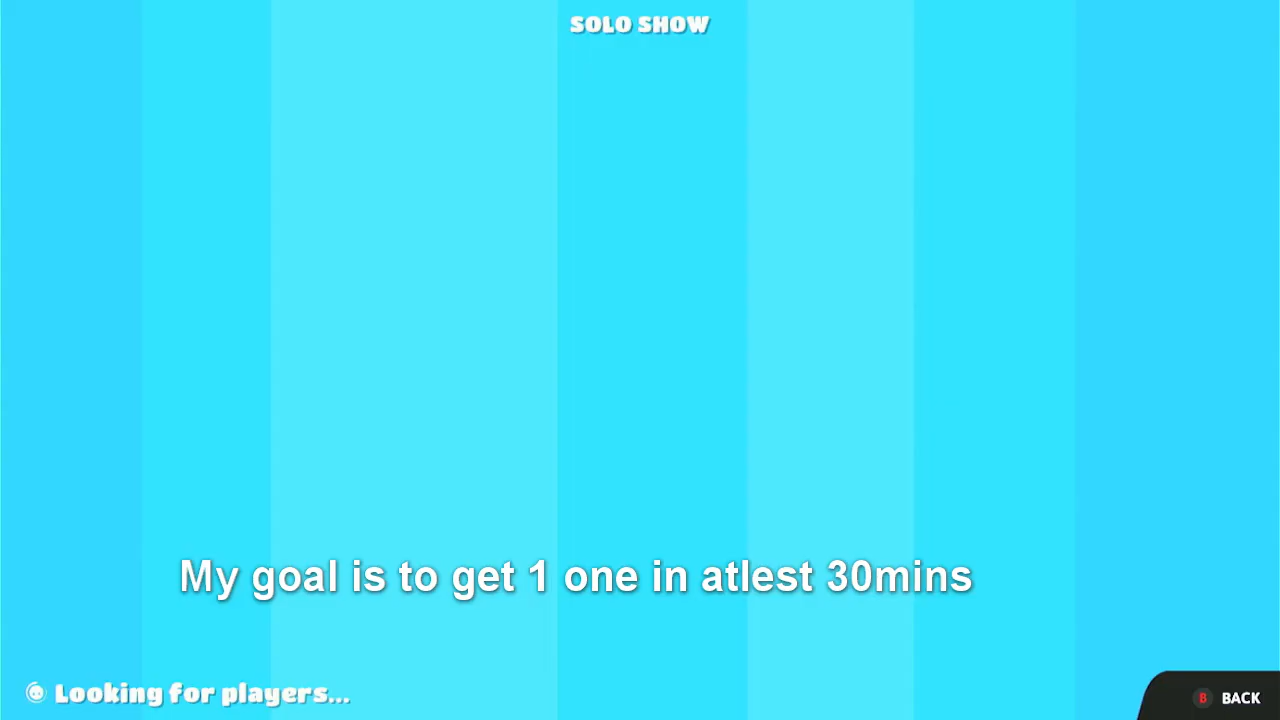 SOLO SHOW
My goal is to get 1 one in atlest 30mins
Looking for players...
B BACK